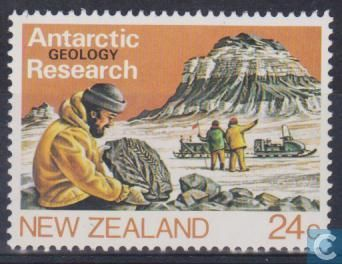 Antarctic
GEOLOGY
Research
NEW ZEALAND 24c
C